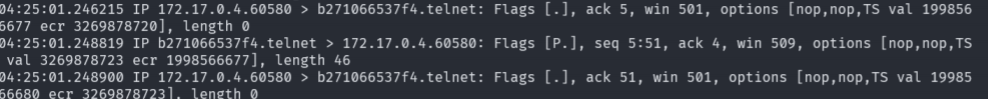 04:25:01.246215 IP 172.17.0.4.60580 > b271066537f4.telnet: Flags [.], ack 5, win 501, options [nop,nop,TS val 199856
6677 ecr 3269878720], length 0
04:25:01.248819 IP b271066537f4.telnet > 172.17.0.4.60580: Flags [P.], seq 5:51, ack 4, win 509, options [nop,nop,TS
 val 3269878723 ecr 1998566677], length 46
04:25:01.248900 IP 172.17.0.4.60580 > b271066537f4.telnet: Flags [.], ack 51, win 501, options [nop,nop,TS val 19985
66680 ecr 3269878723], length 0